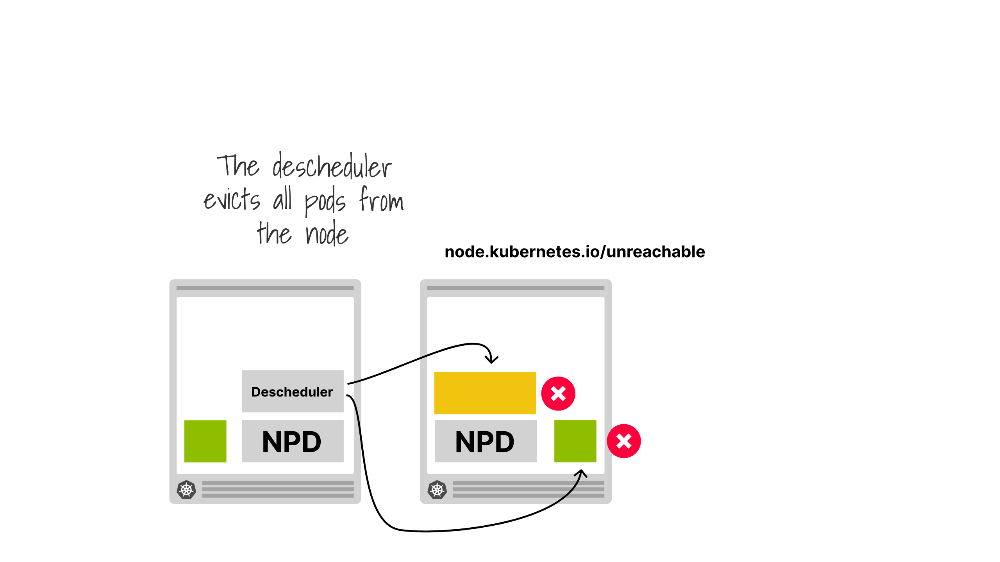 The descheduler
evicts all pods from
the node
node.kubernetes.io/unreachable
Descheduler
NPD
NPD